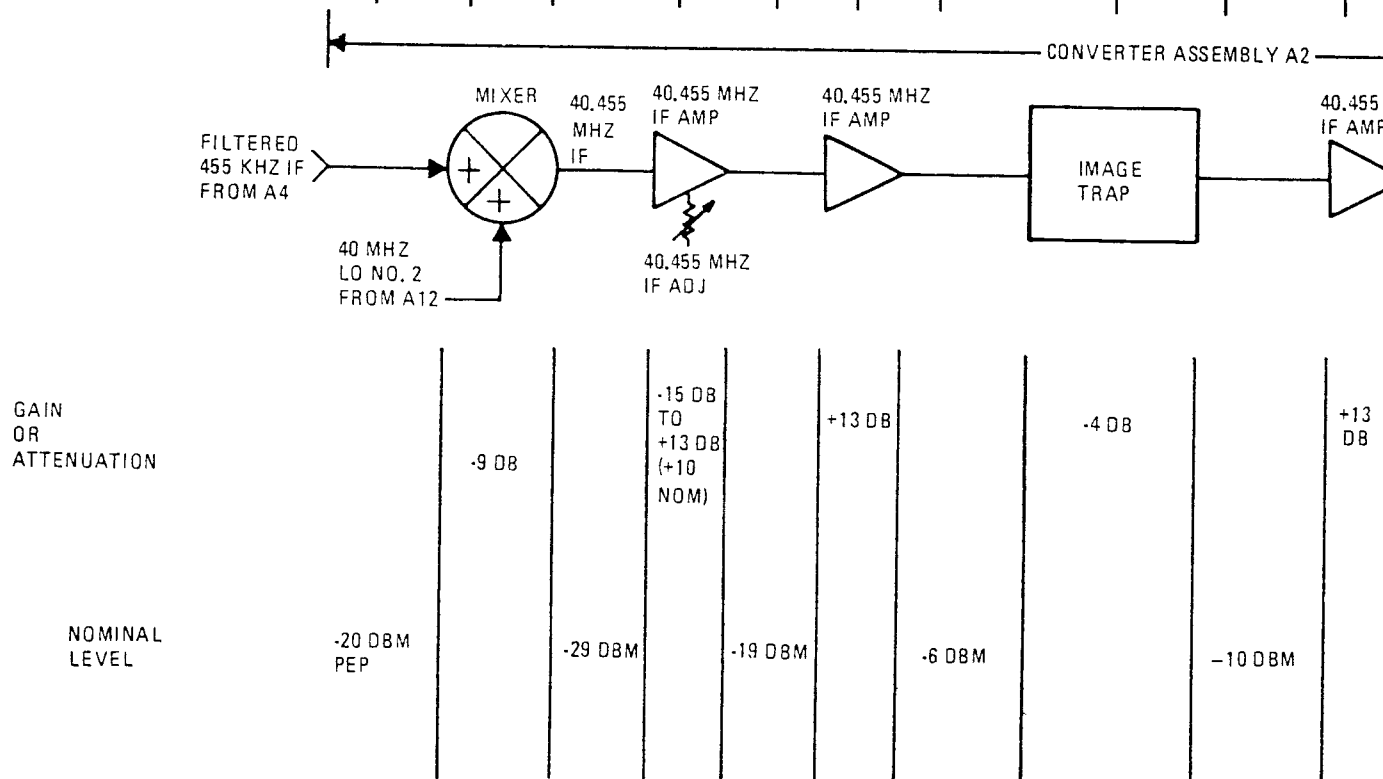 CONVERTER ASSEMBLY A2
MIXER
40.455
MHZ
IF
40.455 MHZ
IF AMP
40.455 MHZ
IF AMP
40.455
IF AMP
FILTERED
455 KHZ IF
FROM A4
+
+
IMAGE
TRAP
40 MHZ
LO NO. 2
FROM A12
40.455 MHZ
IF ADJ
GAIN
OR
ATTENUATION
-9 DB
-15 DB
TO
+13 DB
(+10
NOM)
+13 DB
-4 DB
+13
DB
NOMINAL
LEVEL
-20 DBM
PEP
-29 DBM
-19 DBM
-6 DBM
-10 DBM